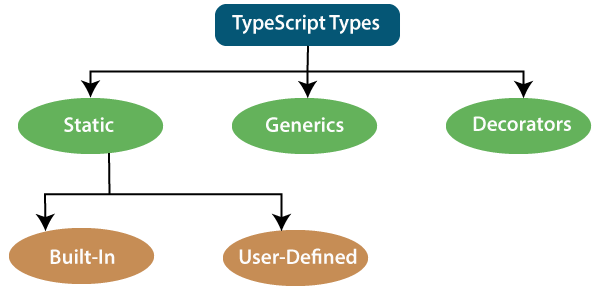 TypeScript Types
Static
Generics
Decorators
Built-In
User-Defined